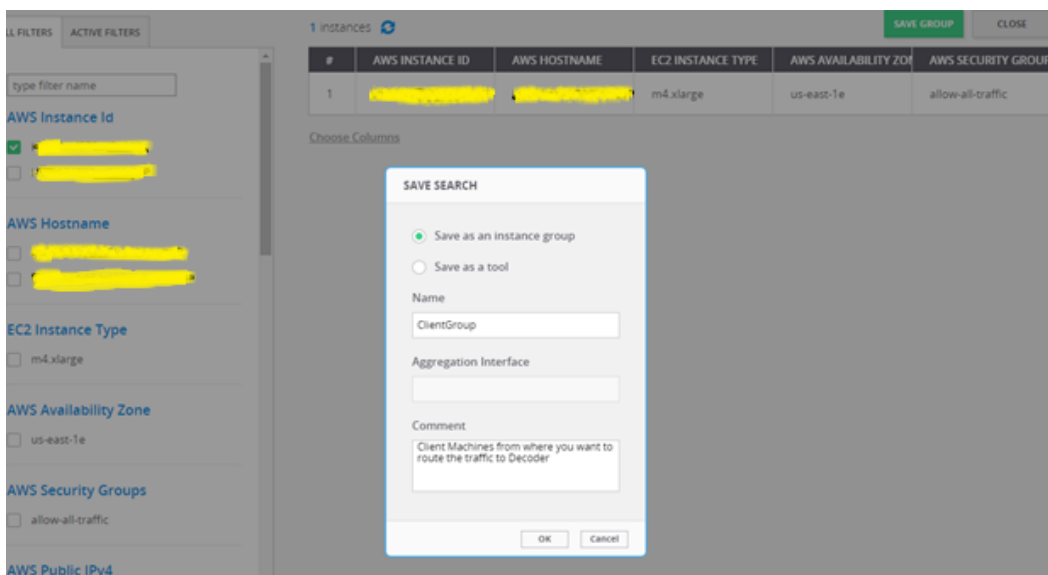 LL FILTERS
ACTIVE FILTERS
type filter name
AWS Instance Id
AWS Hostname
EC2 Instance Type
m4.xlarge
AWS Availability Zone
us-east-1e
AWS Security Groups
allow-all-traffic
AWS Public IPv4
1 instances
SAVE GROUP
CLOSE
# AWS INSTANCE ID AWS HOSTNAME EC2 INSTANCE TYPE AWS AVAILABILITY ZO AWS SECURITY GROUP
1 m4.xlarge us-east-1e allow-all-traffic
Choose Columns
SAVE SEARCH
Save as an instance group
Save as a tool
Name
ClientGroup
Aggregation Interface
Comment
Client Machines from where you want to
route the traffic to Decoder
OK
Cancel